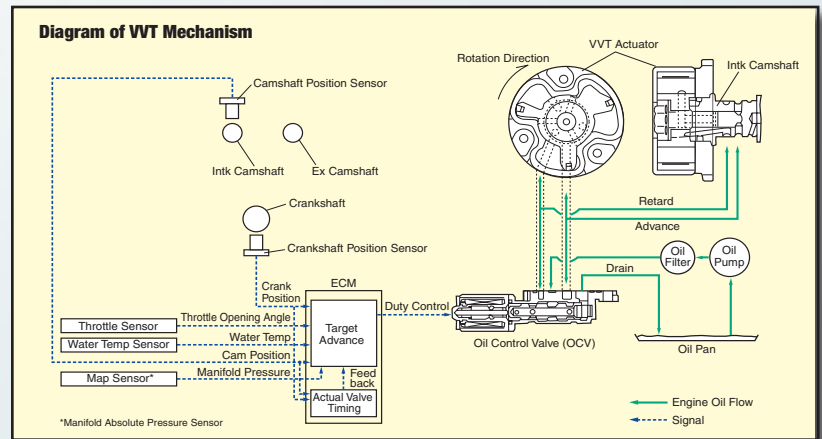 Diagram of VVT Mechanism
Camshaft Position Sensor
Intk Camshaft
Ex Camshaft
Crankshaft
Crankshaft Position Sensor
Rotation Direction
VVT Actuator
Intk Camshaft
Retard
Advance
Oil
Filter
Oil
Pump
Drain
Oil Control Valve (OCV)
Oil Pan
Crank
Position
ECM
Throttle Sensor
Throttle Opening Angle
Target
Advance
Duty Control
Water Temp Sensor
Water Temp
Cam Position
Map Sensor*
Manifold Pressure
Feed
back
Actual Valve
Timing
*Manifold Absolute Pressure Sensor
Engine Oil Flow
Signal